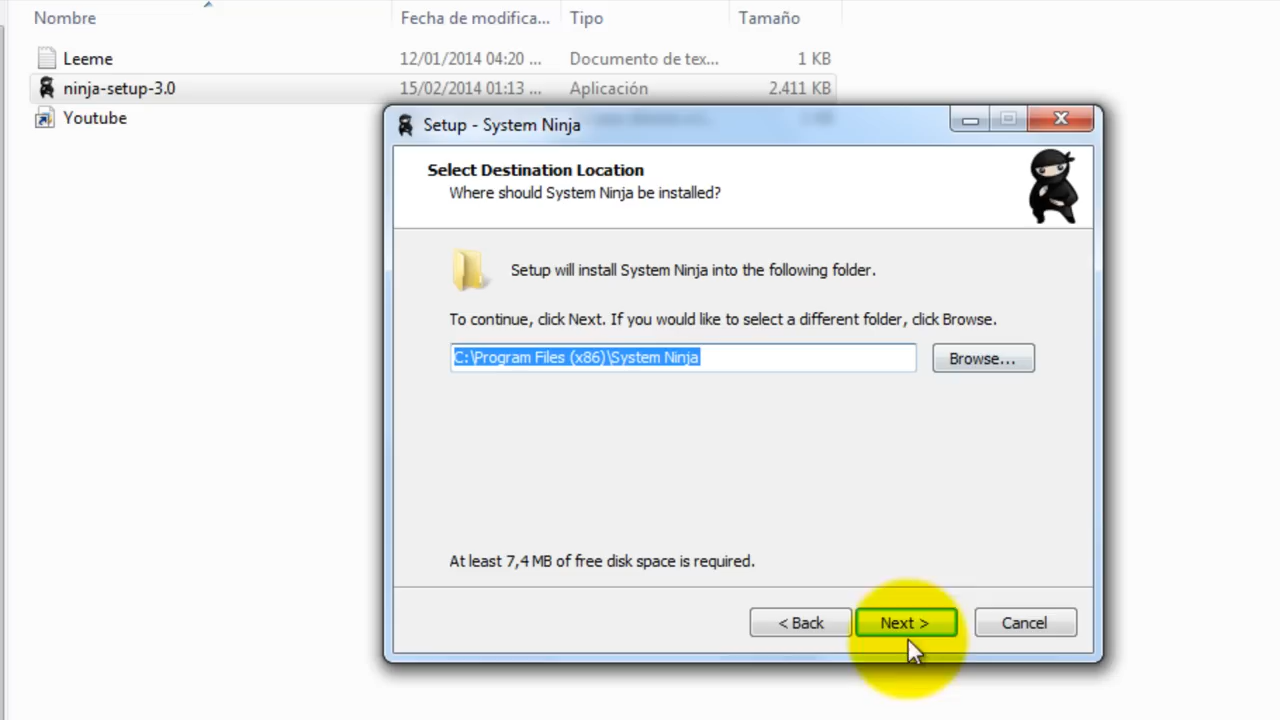 Nombre Fecha de modifica... Tipo Tamaño
Leeme 12/01/2014 04:20 ... Documento de tex... 1 KB
ninja-setup-3.0 15/02/2014 01:13 ... Aplicación 2.411 KB
Youtube
Setup - System Ninja
Select Destination Location
Where should System Ninja be installed?
Setup will install System Ninja into the following folder.
To continue, click Next. If you would like to select a different folder, click Browse.
C:\Program Files (x86)\System Ninja Browse...
At least 7,4 MB of free disk space is required.
< Back Next > Cancel